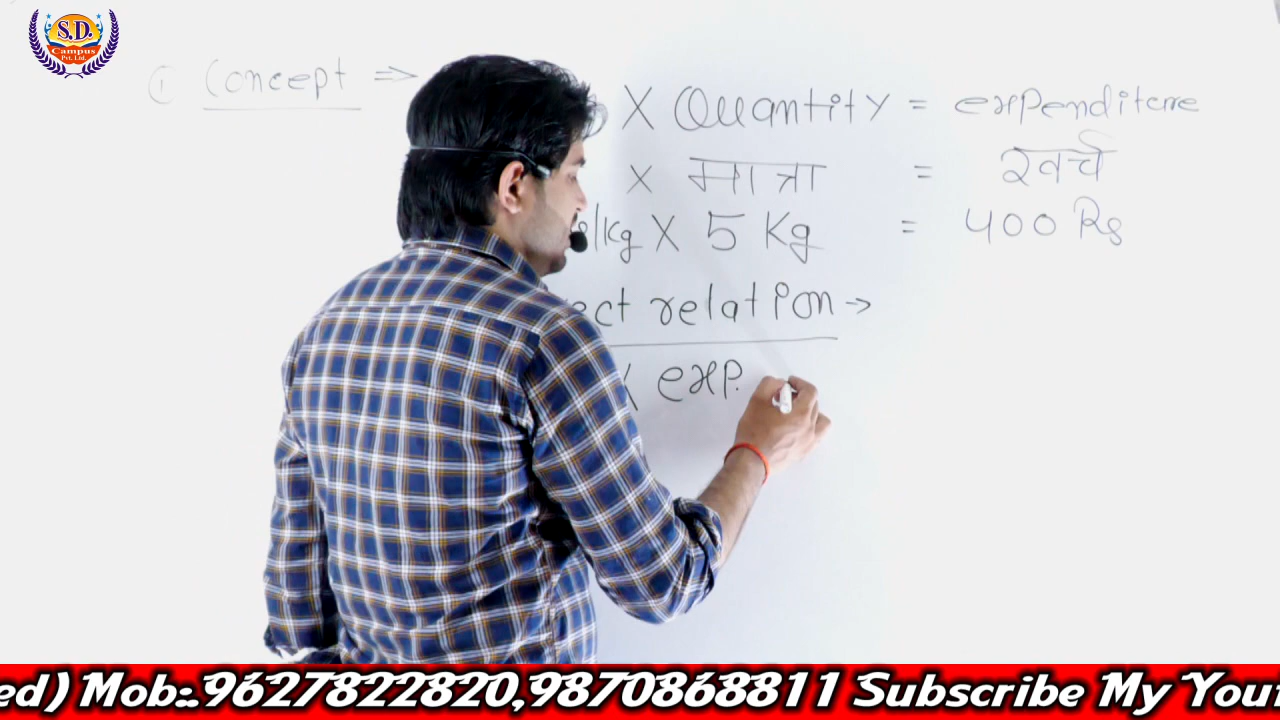 S.D.
Campus
Pvt. Ltd.
① Concept ⇒
X Quantity = expenditure
X मात्रा = खर्च
/kg X 5 Kg = 400 Rs
ect relation →
exp.
ed) Mob:.9627822820,9870868811 Subscribe My You